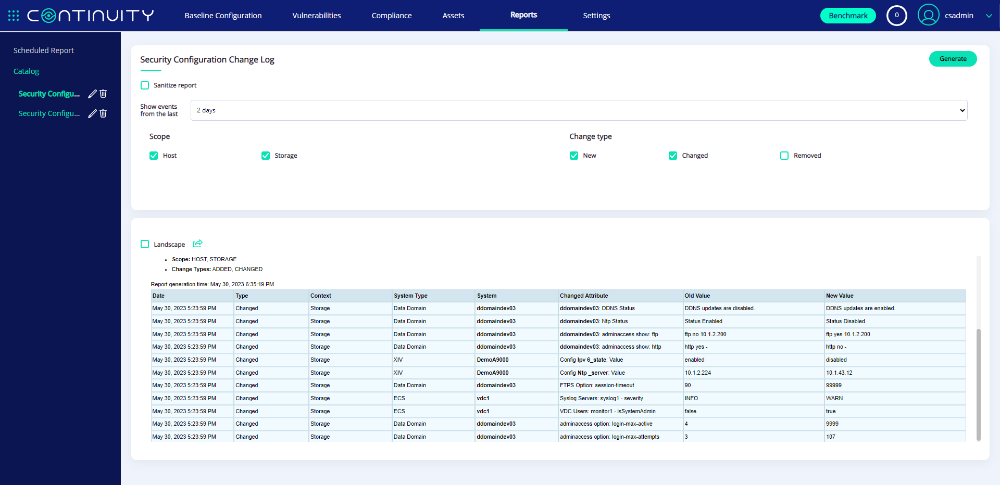 CONTINUITY Baseline Configuration Vulnerabilities Compliance Assets Reports Settings Benchmark 0 csadmin
Scheduled Report
Catalog
Security Configu...
Security Configu...
Security Configuration Change Log Generate
Sanitize report
Show events
from the last
2 days
Scope Change type
Host Storage New Changed Removed
Landscape
• Scope: HOST, STORAGE
• Change Types: ADDED, CHANGED
Report generation time: May 30, 2023 6:35:19 PM
Date Type Context System Type System Changed Attribute Old Value New Value
May 30, 2023 5:23:59 PM Changed Storage Data Domain ddomaindev03 ddomaindev03: DDNS Status DDNS updates are disabled. DDNS updates are enabled.
May 30, 2023 5:23:59 PM Changed Storage Data Domain ddomaindev03 ddomaindev03: Ntp Status Status Enabled Status Disabled
May 30, 2023 5:23:59 PM Changed Storage Data Domain ddomaindev03 ddomaindev03: adminaccess show: ftp ftp no 10.1.2.200 ftp yes 10.1.2.200
May 30, 2023 5:23:59 PM Changed Storage Data Domain ddomaindev03 ddomaindev03: adminaccess show: http http yes - http no -
May 30, 2023 5:23:59 PM Changed Storage XIV DemoA9000 Config Ipv 6_state: Value enabled disabled
May 30, 2023 5:23:59 PM Changed Storage XIV DemoA9000 Config Ntp _server: Value 10.1.2.224 10.1.43.12
May 30, 2023 5:23:59 PM Changed Storage Data Domain ddomaindev03 FTPS Option: session-timeout 90 99999
May 30, 2023 5:23:59 PM Changed Storage ECS vdc1 Syslog Servers: syslog1 - severity INFO WARN
May 30, 2023 5:23:59 PM Changed Storage ECS vdc1 VDC Users: monitor1 - isSystemAdmin false true
May 30, 2023 5:23:59 PM Changed Storage Data Domain ddomaindev03 adminaccess option: login-max-active 4 9999
May 30, 2023 5:23:59 PM Changed Storage Data Domain ddomaindev03 adminaccess option: login-max-attempts 3 107